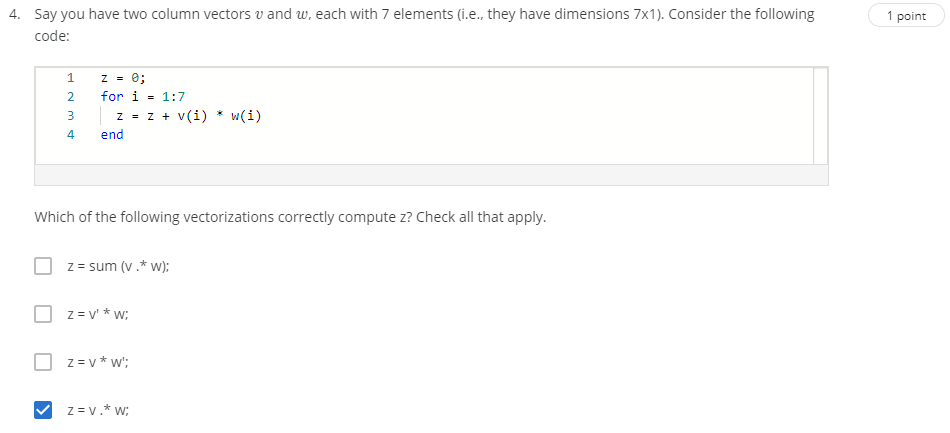 4. Say you have two column vectors v and w, each with 7 elements (i.e., they have dimensions 7x1). Consider the following
code:
1 point
1 z = 0;
2 for i = 1:7
3 z = z + v(i) * w(i)
4 end
Which of the following vectorizations correctly compute z? Check all that apply.
z = sum (v .* w);
z = v' * w;
z = v * w';
z = v .* w;